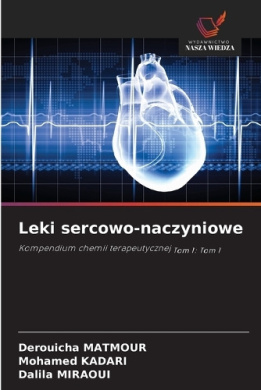 WYDAWNICTWO
NASZA WIEDZA
Leki sercowo-naczyniowe
Kompendium chemii terapeutycznej Tom I: Tom I
Derouicha MATMOUR
Mohamed KADARI
Dalila MIRAOUI